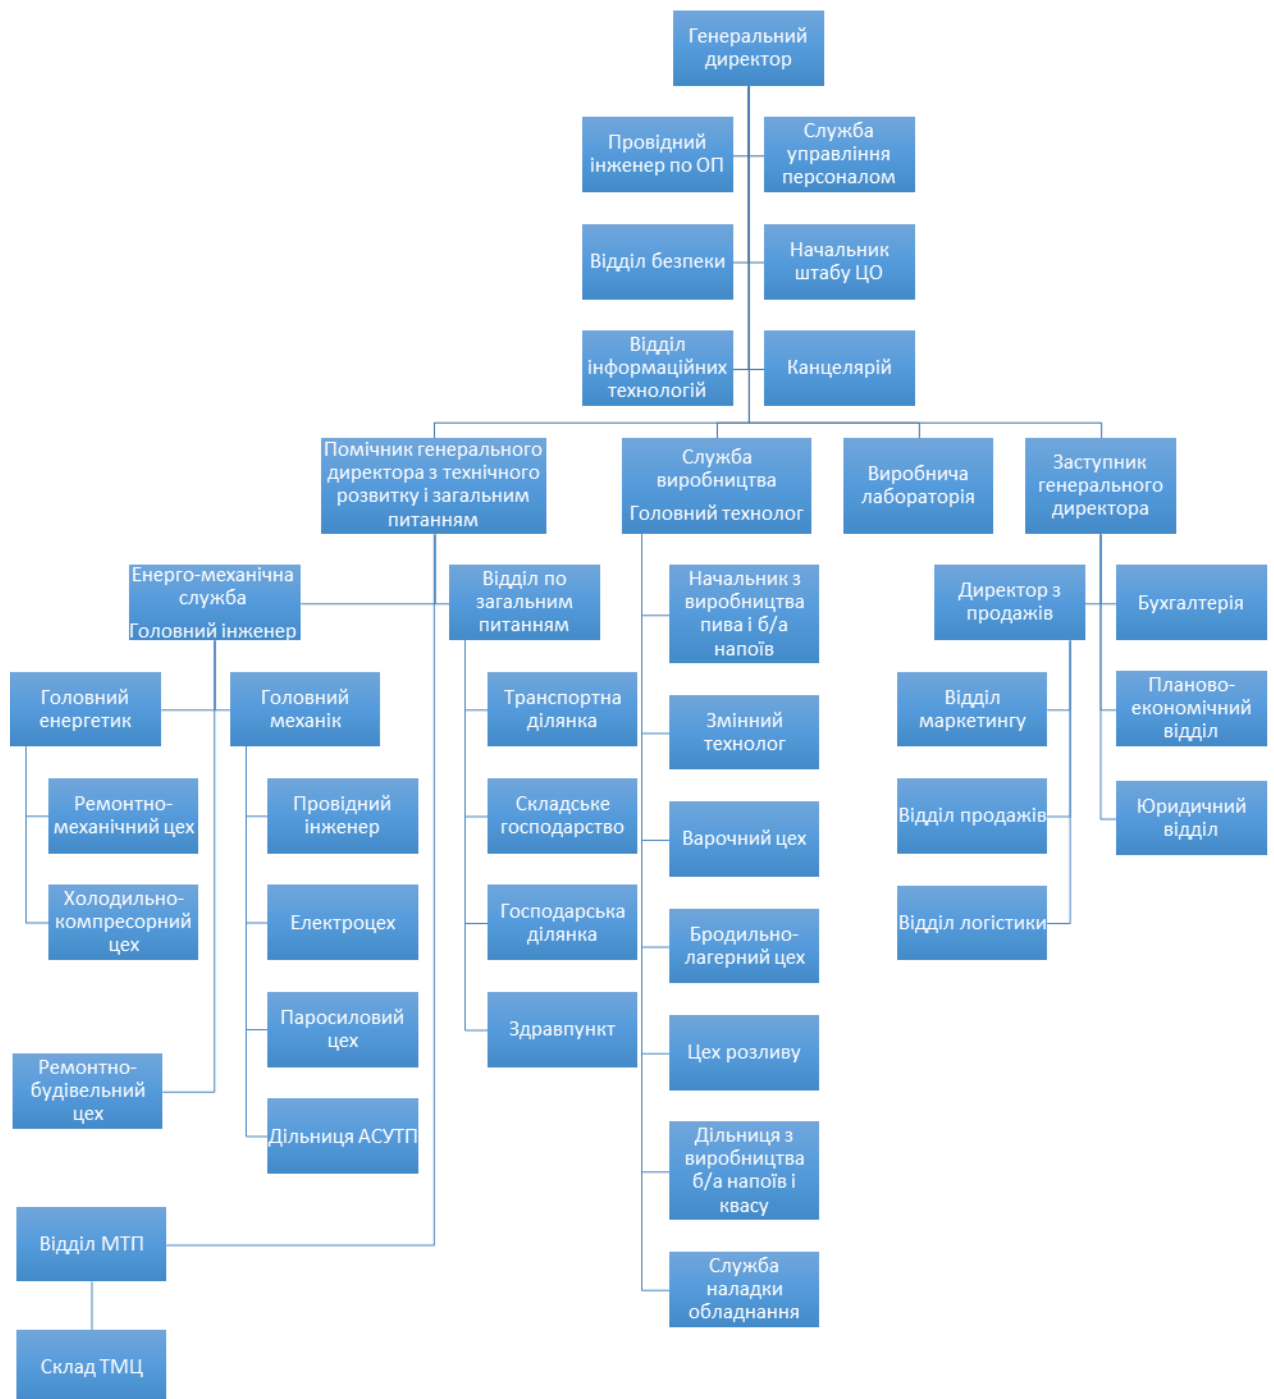 Генеральний
директор
Провідний
інженер по ОП
Служба
управління
персоналом
Відділ безпеки
Начальник
штабу ЦО
Відділ
інформаційних
технологій
Канцелярій
Помічник генерального
директора з технічного
розвитку і загальним
питанням
Служба
виробництва
Головний технолог
Виробнича
лабораторія
Заступник
генерального
директора
Енерго-механічна
служба
Головний інженер
Відділ по
загальним
питанням
Начальник з
виробництва
пива і б/а
напоїв
Директор з
продажів
Бухгалтерія
Головний
енергетик
Головний
механік
Транспортна
ділянка
Змінний
технолог
Відділ
маркетингу
Планово-
економічний
відділ
Ремонтно-
механічний цех
Провідний
інженер
Складське
господарство
Варочний цех
Відділ продажів
Юридичний
відділ
Холодильно-
компресорний
цех
Електроцех
Господарська
ділянка
Бродильно-
лагерний цех
Відділ логістики
Паросиловий
цех
Здравпункт
Цех розливу
Ремонтно-
будівельний
цех
Дільниця АСУТП
Дільниця з
виробництва
б/а напоїв і
квасу
Відділ МТП
Служба
наладки
обладнання
Склад ТМЦ